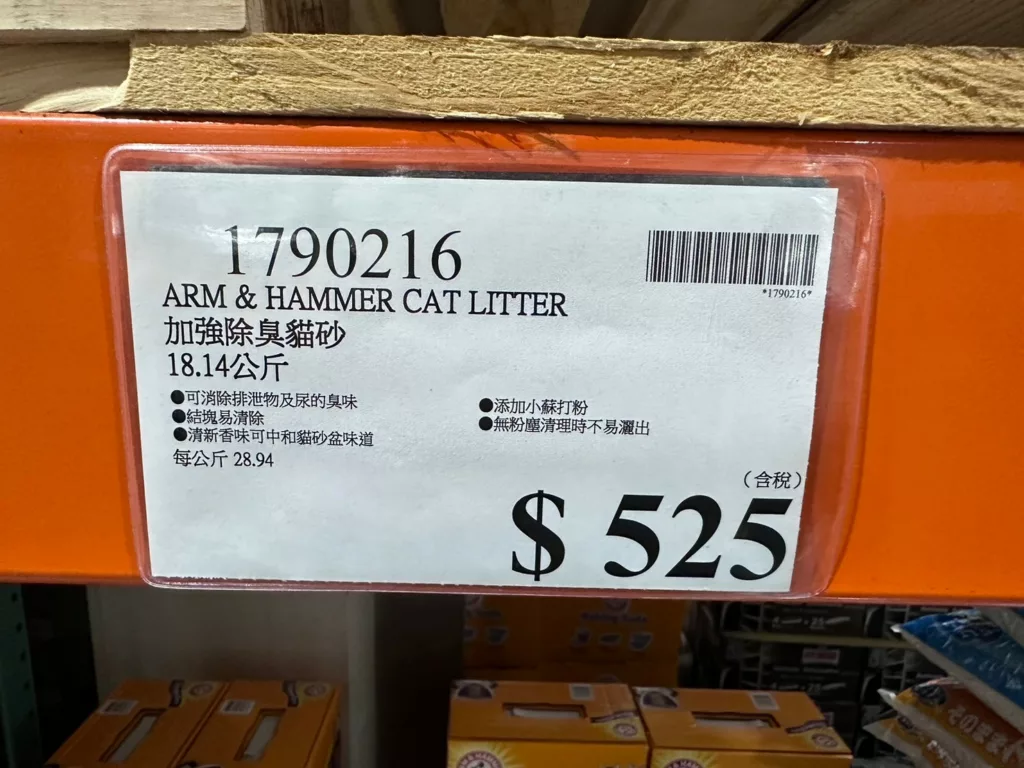 1790216
*1790216*
ARM & HAMMER CAT LITTER
加強除臭貓砂
18.14公斤
●可消除排泄物及尿的臭味
●結塊易清除
●清新香味可中和貓砂盆味道
●添加小蘇打粉
●無粉塵清理時不易灑出
每公斤 28.94
(含稅)
$ 525